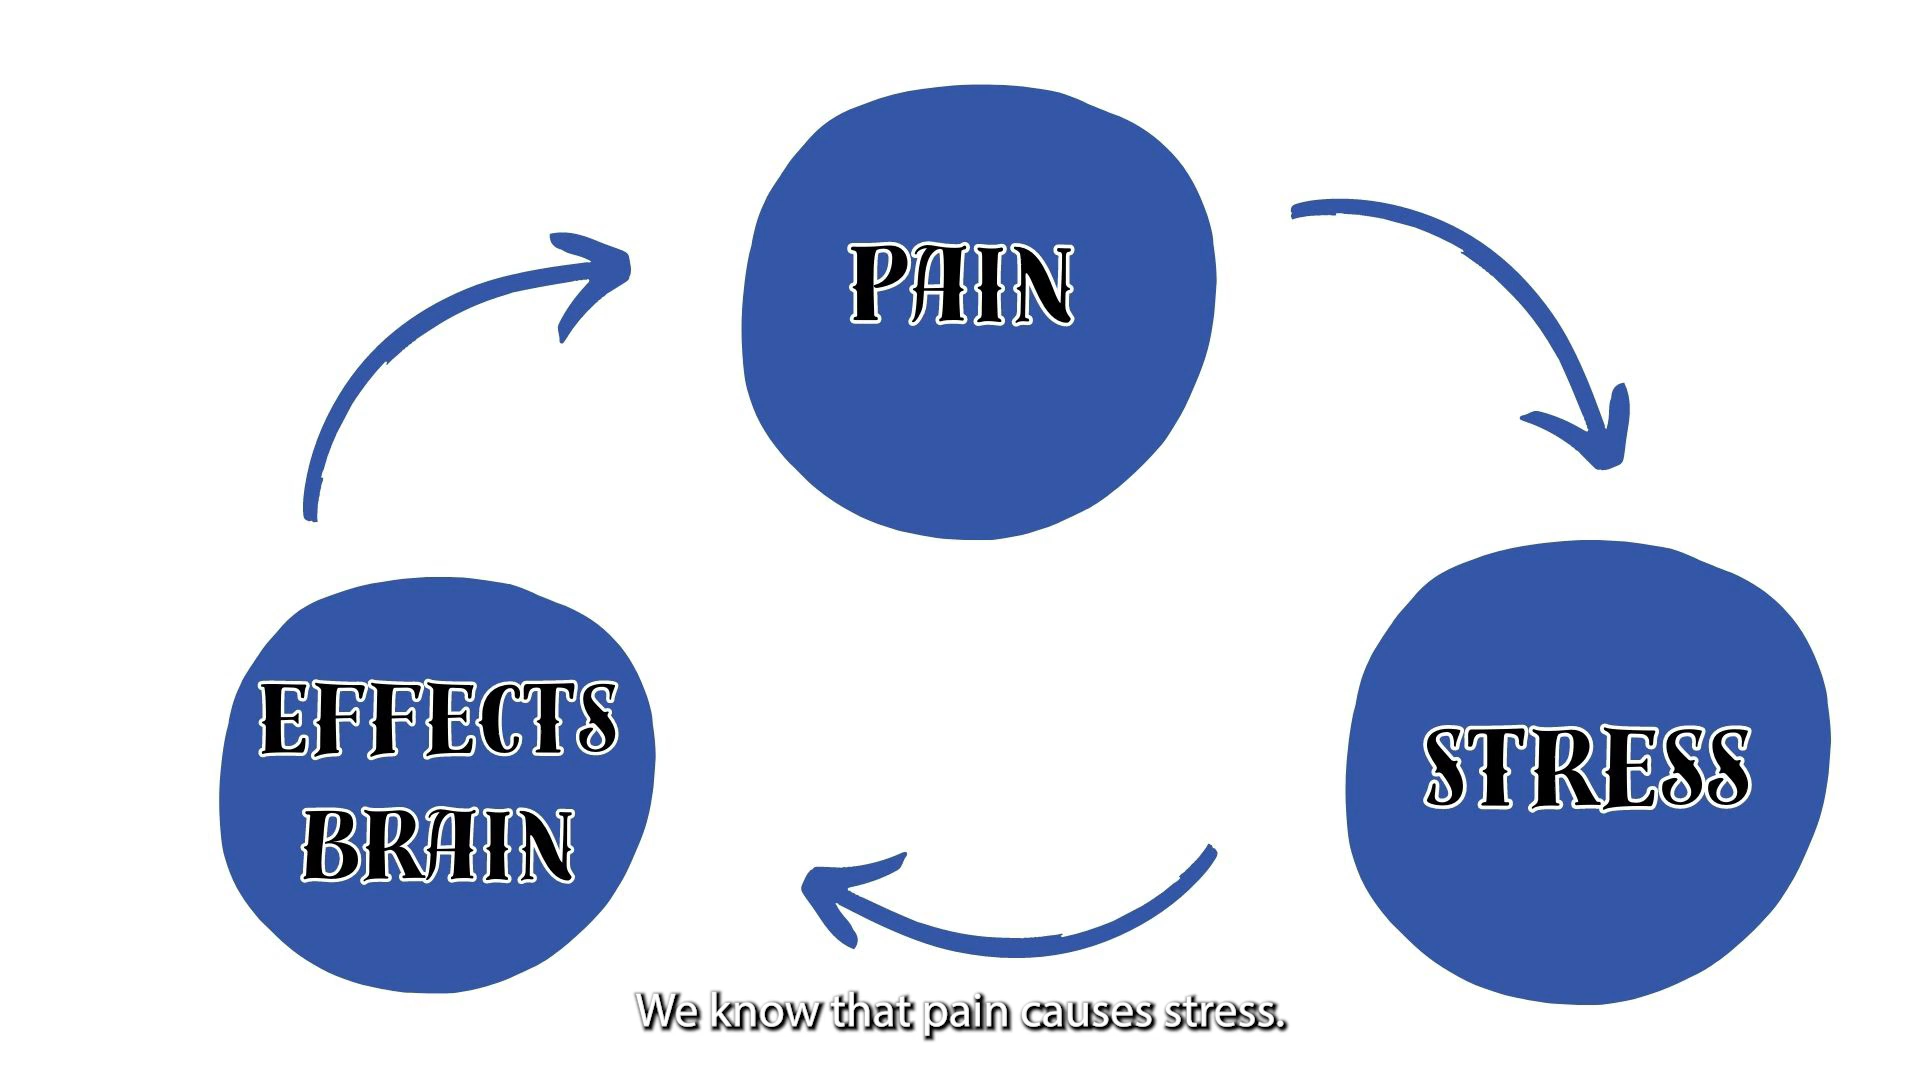 PAIN
STRESS
EFFECTS
BRAIN
We know that pain causes stress.